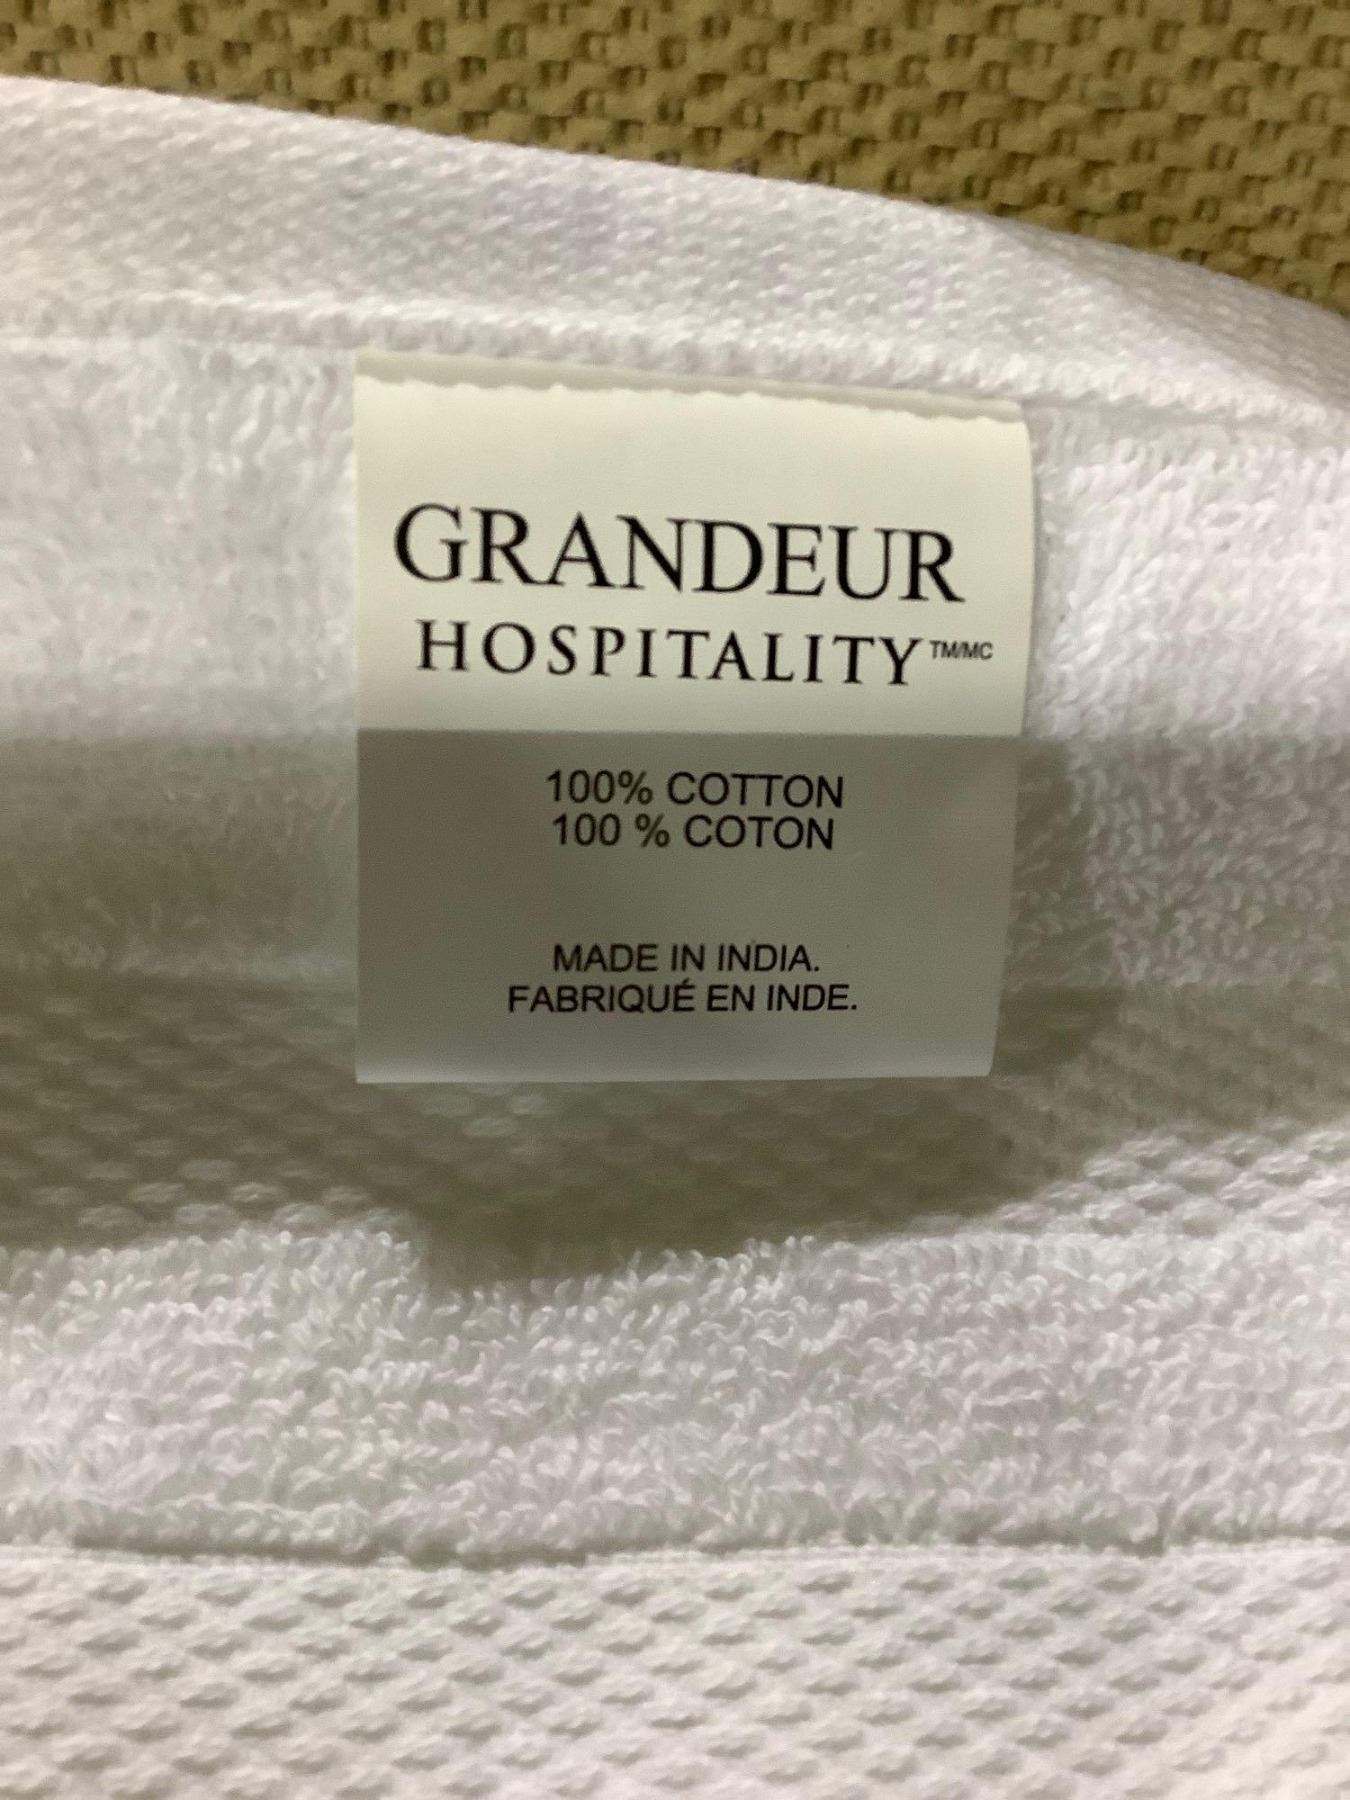 GRANDEUR
HOSPITALITY™/MC
100% COTTON
100 % COTON
MADE IN INDIA.
FABRIQUÉ EN INDE.